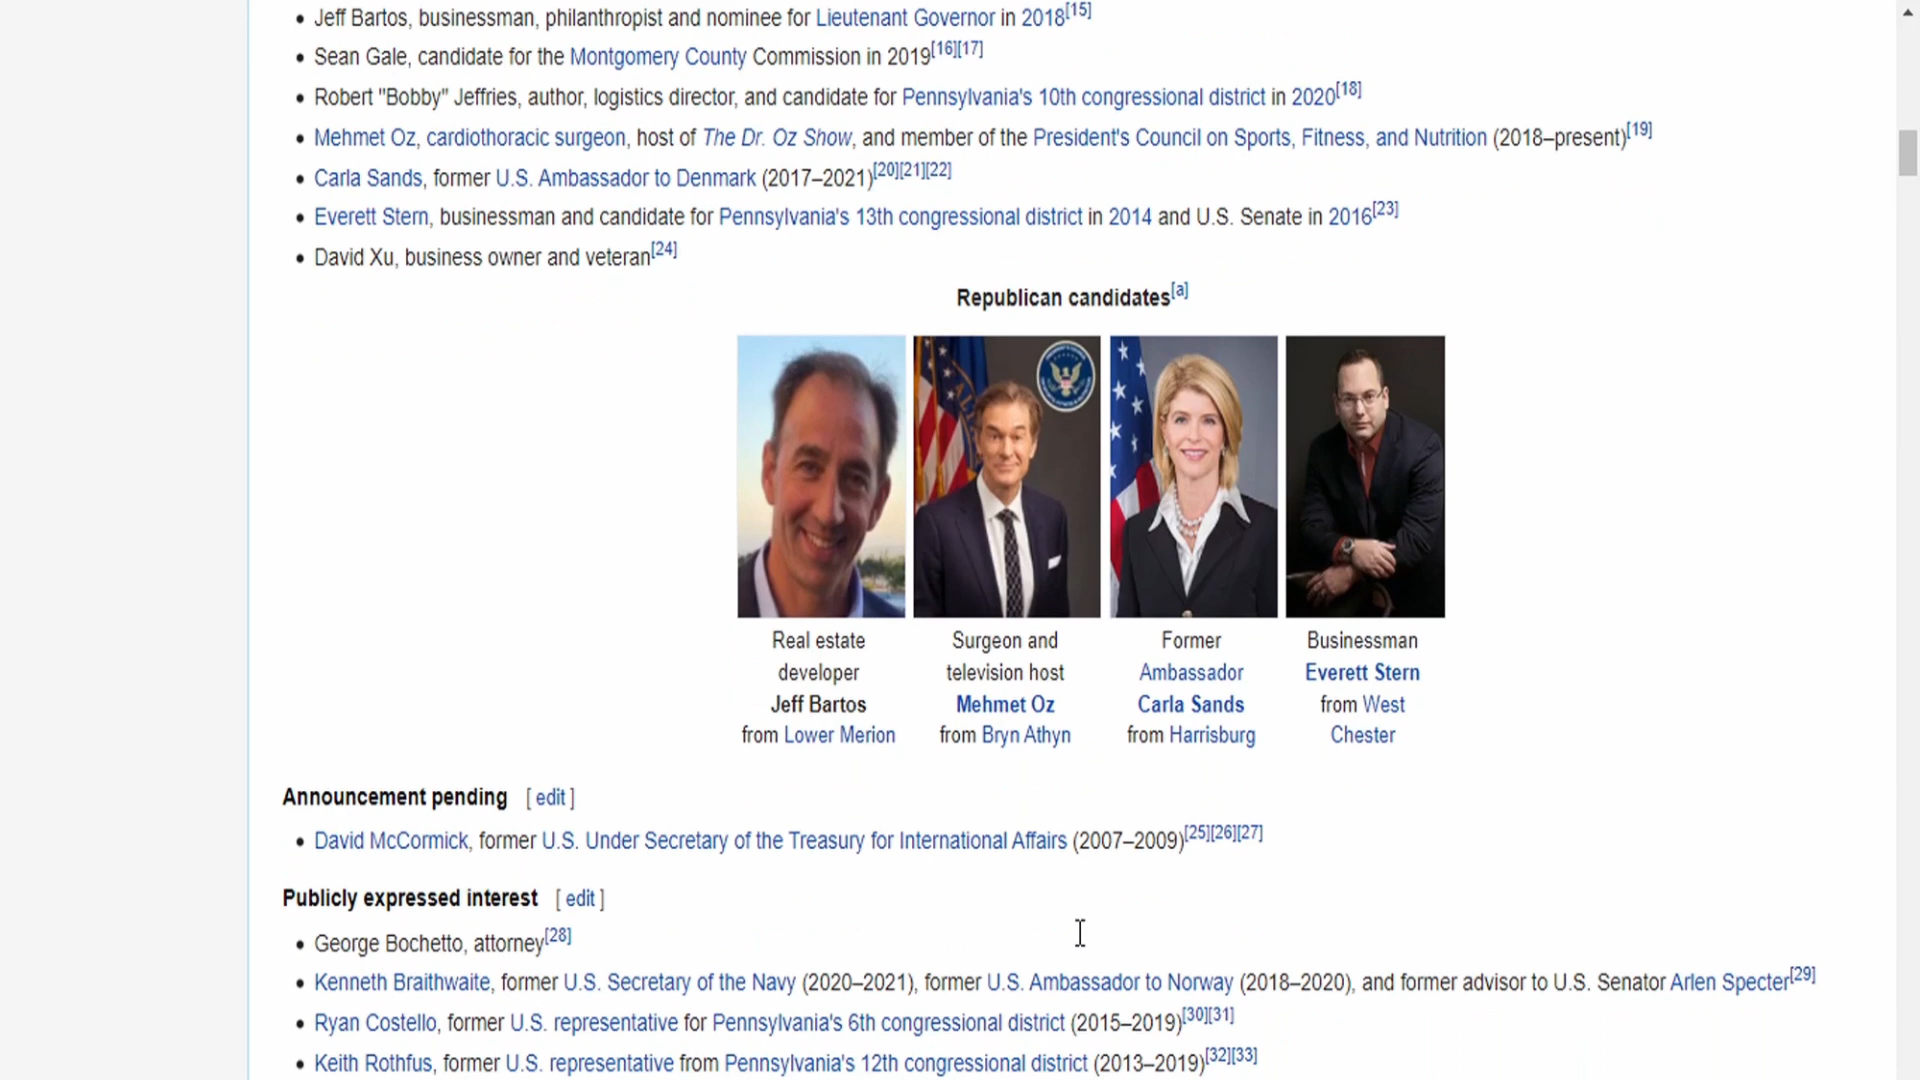 Jeff Bartos, businessman, philanthropist and nominee for Lieutenant Governor in 2018[15]
Sean Gale, candidate for the Montgomery County Commission in 2019[16][17]
Robert "Bobby" Jeffries, author, logistics director, and candidate for Pennsylvania's 10th congressional district in 2020[18]
Mehmet Oz, cardiothoracic surgeon, host of The Dr. Oz Show, and member of the President's Council on Sports, Fitness, and Nutrition (2018–present)[19]
Carla Sands, former U.S. Ambassador to Denmark (2017–2021)[20][21][22]
Everett Stern, businessman and candidate for Pennsylvania's 13th congressional district in 2014 and U.S. Senate in 2016[23]
David Xu, business owner and veteran[24]
Republican candidates[a]
Real estate
developer
Jeff Bartos
from Lower Merion
Surgeon and
television host
Mehmet Oz
from Bryn Athyn
Former
Ambassador
Carla Sands
from Harrisburg
Businessman
Everett Stern
from West
Chester
Announcement pending [ edit ]
David McCormick, former U.S. Under Secretary of the Treasury for International Affairs (2007–2009)[25][26][27]
Publicly expressed interest [ edit ]
George Bochetto, attorney[28]
Kenneth Braithwaite, former U.S. Secretary of the Navy (2020–2021), former U.S. Ambassador to Norway (2018–2020), and former advisor to U.S. Senator Arlen Specter[29]
Ryan Costello, former U.S. representative for Pennsylvania's 6th congressional district (2015–2019)[30][31]
Keith Rothfus, former U.S. representative from Pennsylvania's 12th congressional district (2013–2019)[32][33]